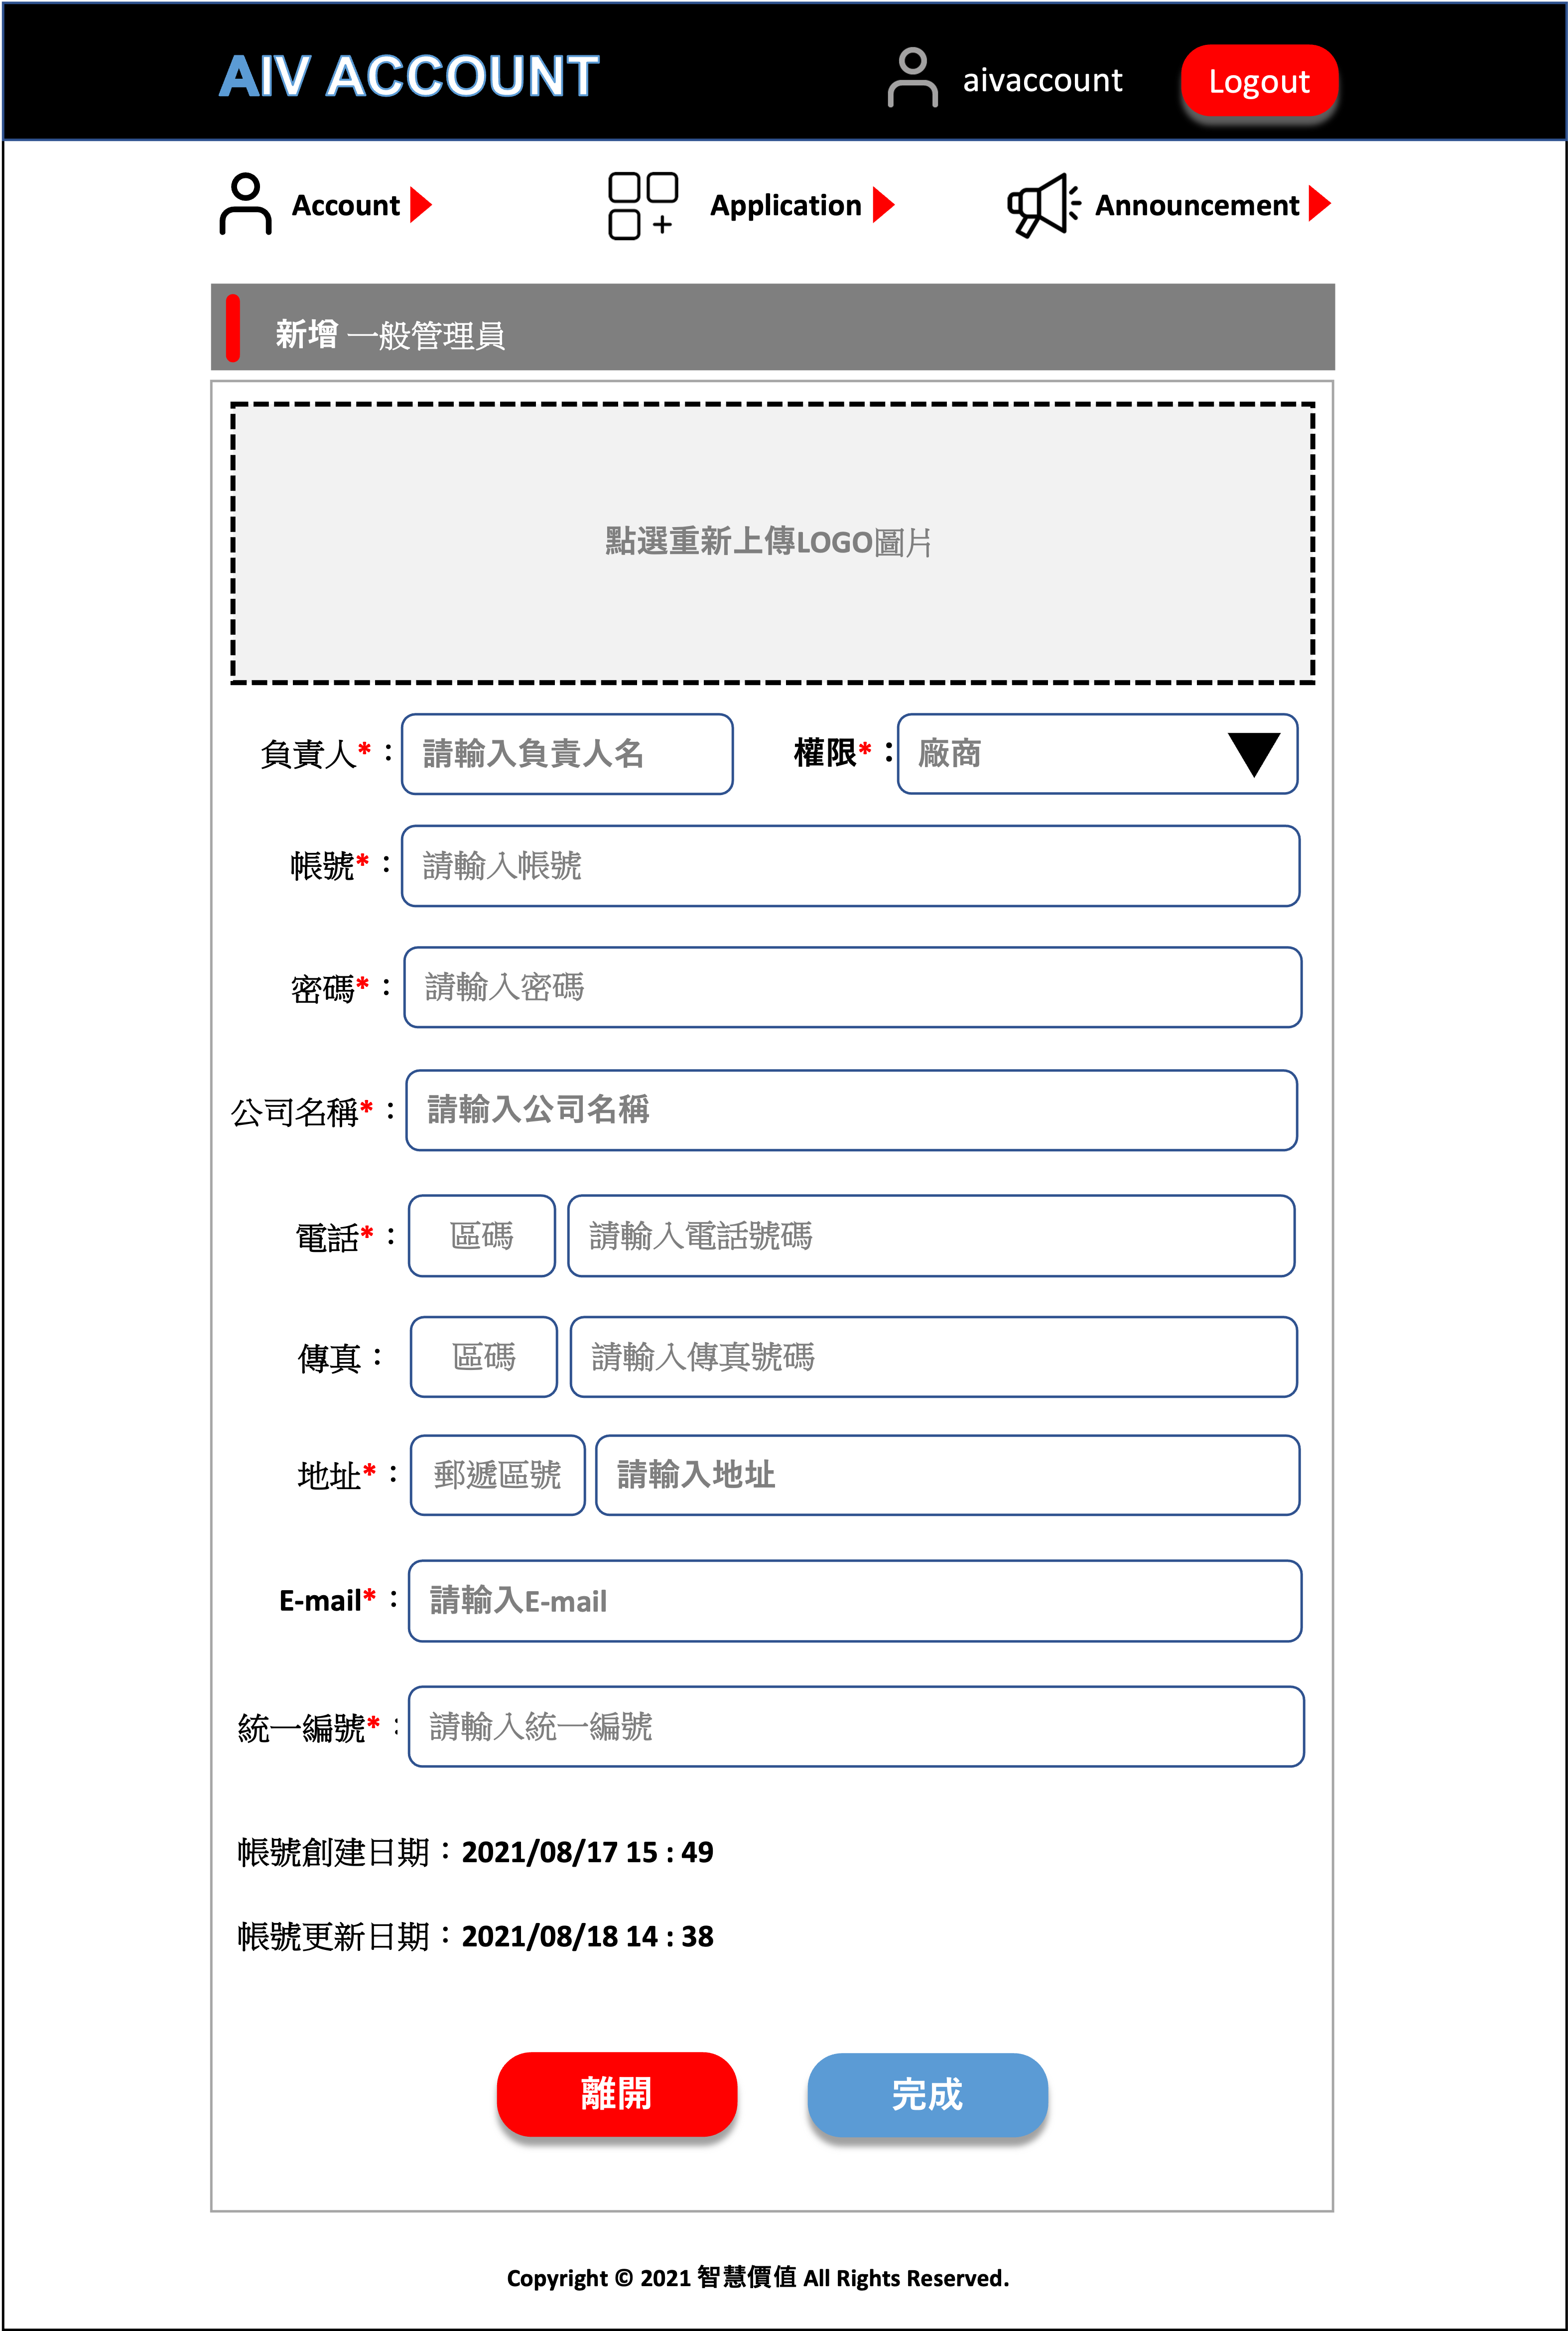 AIV ACCOUNT
aivaccount
Logout
Account
Application
Announcement
新增 一般管理員
點選重新上傳LOGO圖片
負責人*：
請輸入負責人名
權限*：
廠商
帳號*：
請輸入帳號
密碼*：
請輸入密碼
公司名稱*：
請輸入公司名稱
電話*：
區碼
請輸入電話號碼
傳真：
區碼
請輸入傳真號碼
地址*：
郵遞區號
請輸入地址
E-mail*：
請輸入E-mail
統一編號*：
請輸入統一編號
帳號創建日期：2021/08/17 15 : 49
帳號更新日期：2021/08/18 14 : 38
離開
完成
Copyright © 2021 智慧價值 All Rights Reserved.